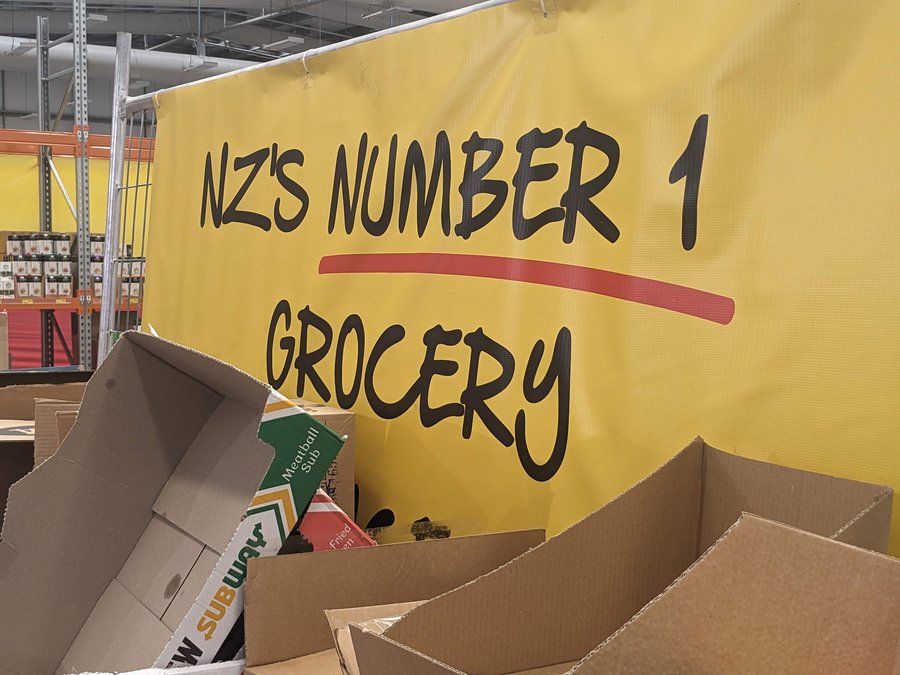 NZ'S NUMBER 1
GROCERY
Meatball
Sub
SUBWAY
Fried